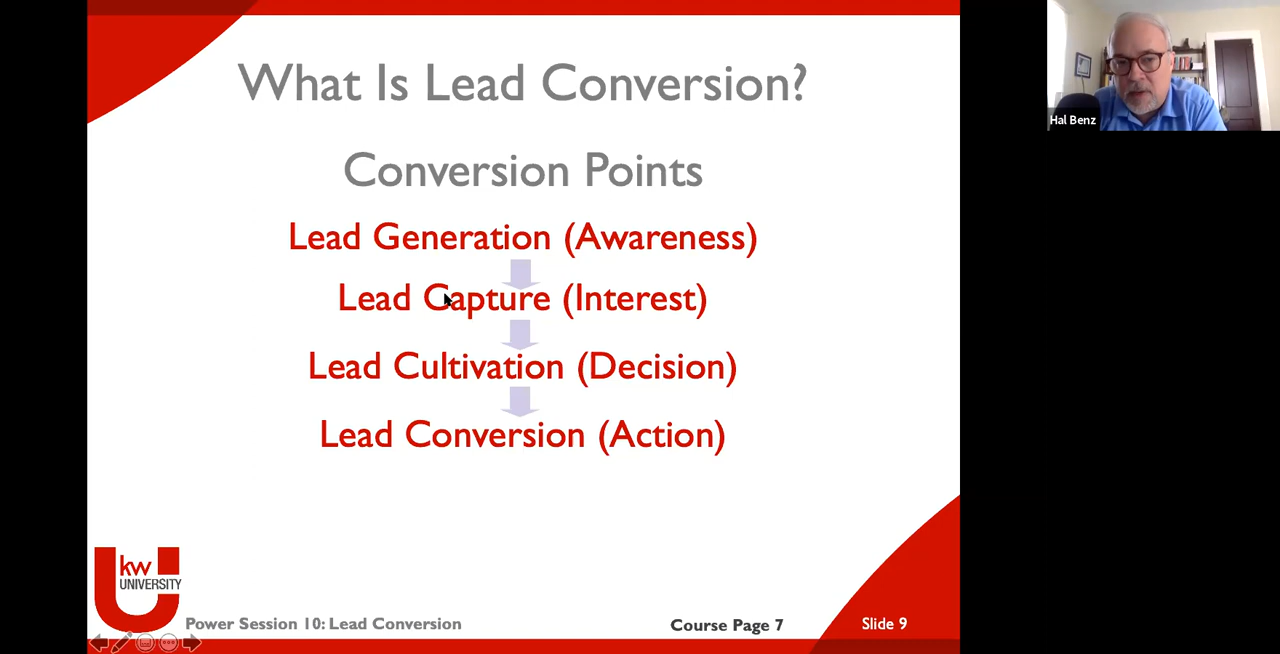 What Is Lead Conversion?
Hal Benz
Conversion Points
Lead Generation (Awareness)
Lead Capture (Interest)
Lead Cultivation (Decision)
Lead Conversion (Action)
kw
UNIVERSITY
Power Session 10: Lead Conversion
Course Page 7
Slide 9